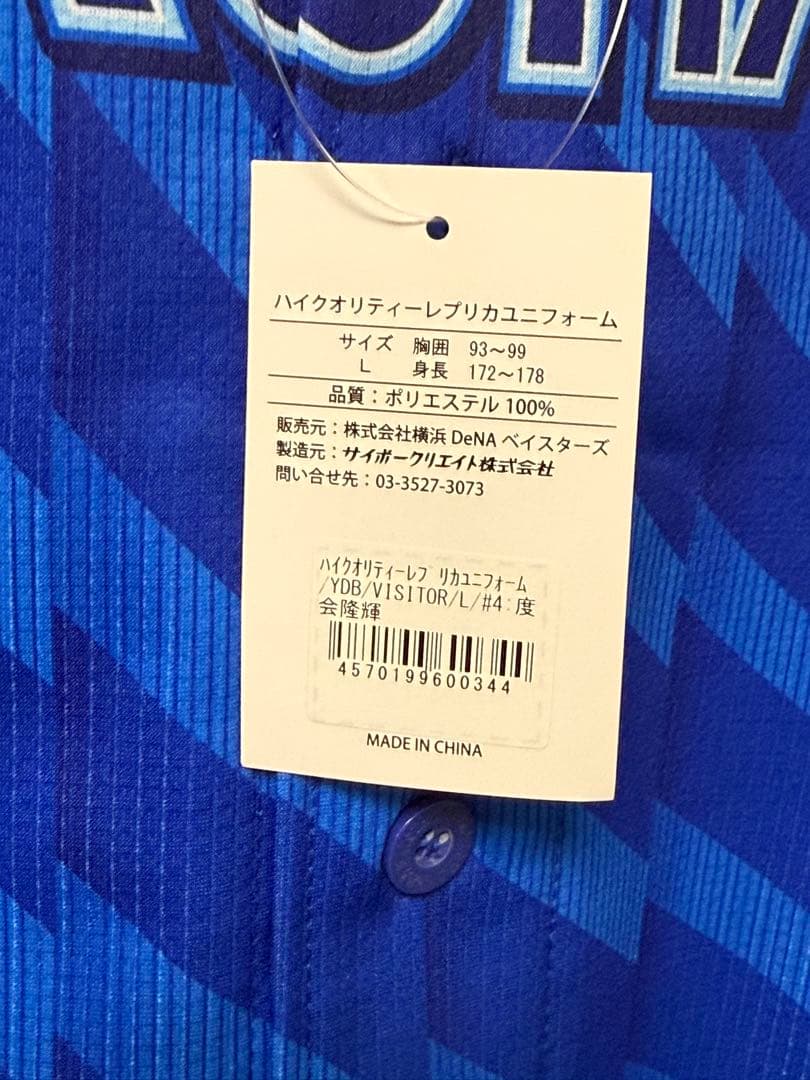 ハイクオリティーレプリカユニフォーム
サイズ 胸囲 93～99
L 身長 172～178
品質：ポリエステル 100%
販売元：株式会社横浜 DeNA ベイスターズ
製造元：サイボークリエイト株式会社
問い合せ先：03-3527-3073
ﾊｲｸｵﾘﾃｨｰﾚﾌﾟﾘｶﾕﾆﾌｫｰﾑ
/YDB/VISITOR/L/#4:度
会隆輝
4570199600344
MADE IN CHINA